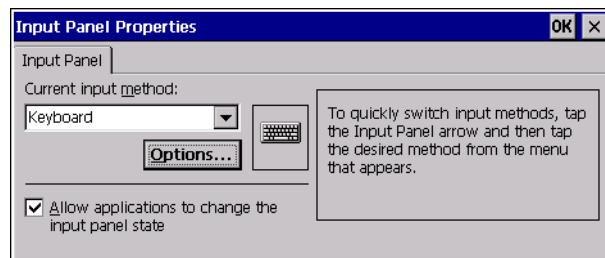 Input Panel Properties OK ×
Input Panel
Current input method:
Keyboard
Options...
To quickly switch input methods, tap
the Input Panel arrow and then tap
the desired method from the menu
that appears.
Allow applications to change the
input panel state